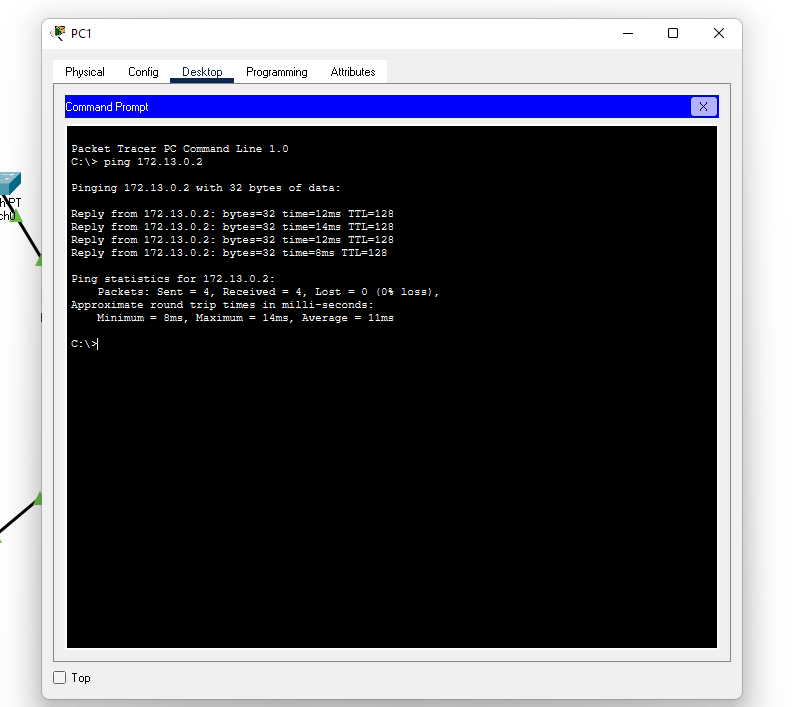 PC1
Physical Config Desktop Programming Attributes
Command Prompt X
Packet Tracer PC Command Line 1.0
C:\> ping 172.13.0.2
Pinging 172.13.0.2 with 32 bytes of data:
Reply from 172.13.0.2: bytes=32 time=12ms TTL=128
Reply from 172.13.0.2: bytes=32 time=14ms TTL=128
Reply from 172.13.0.2: bytes=32 time=12ms TTL=128
Reply from 172.13.0.2: bytes=32 time=8ms TTL=128
Ping statistics for 172.13.0.2:
    Packets: Sent = 4, Received = 4, Lost = 0 (0% loss),
Approximate round trip times in milli-seconds:
    Minimum = 8ms, Maximum = 14ms, Average = 11ms
C:\>
Top